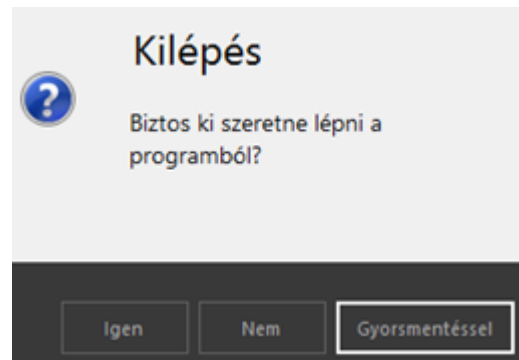 Kilépés
Biztos ki szeretne lépni a
programból?
Igen Nem Gyorsmentéssel